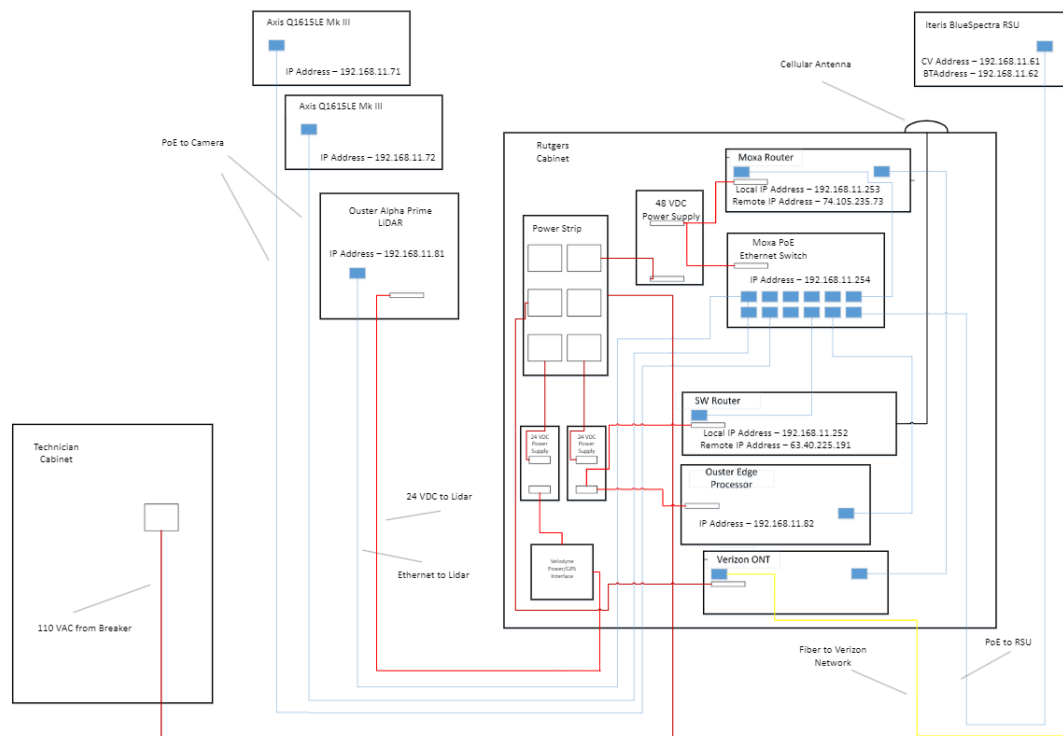 Axis Q1615LE Mk III
IP Address – 192.168.11.71
Axis Q1615LE Mk III
IP Address – 192.168.11.72
PoE to Camera
Ouster Alpha Prime
LiDAR
IP Address – 192.168.11.81
Iteris BlueSpectra RSU
CV Address – 192.168.11.61
BTAddress – 192.168.11.62
Cellular Antenna
Rutgers
Cabinet
Moxa Router
Local IP Address – 192.168.11.253
Remote IP Address – 74.105.235.73
48 VDC
Power Supply
Power Strip
Moxa PoE
Ethernet Switch
IP Address – 192.168.11.254
SW Router
Local IP Address – 192.168.11.252
Remote IP Address – 63.40.225.191
24 VDC
Power
Supply
24 VDC
Power
Supply
Ouster Edge
Processor
IP Address – 192.168.11.82
Velodyne
Power/GPS
Interface
Verizon ONT
Technician
Cabinet
24 VDC to Lidar
Ethernet to Lidar
110 VAC from Breaker
Fiber to Verizon
Network
PoE to RSU